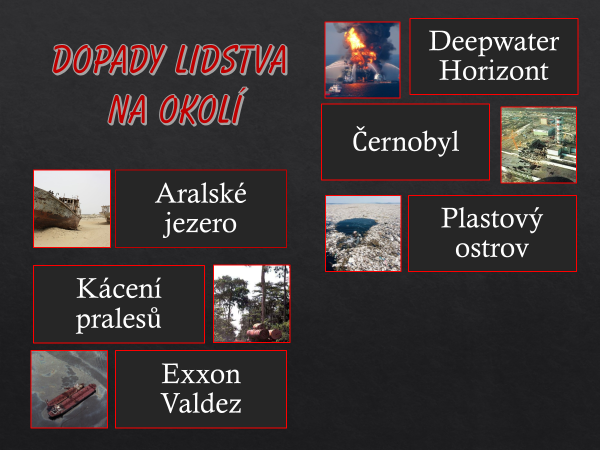 DOPADY LIDSTVA
NA OKOLÍ
Aralské
jezero
Kácení
pralesů
Exxon
Valdez
Deepwater
Horizont
Černobyl
Plastový
ostrov